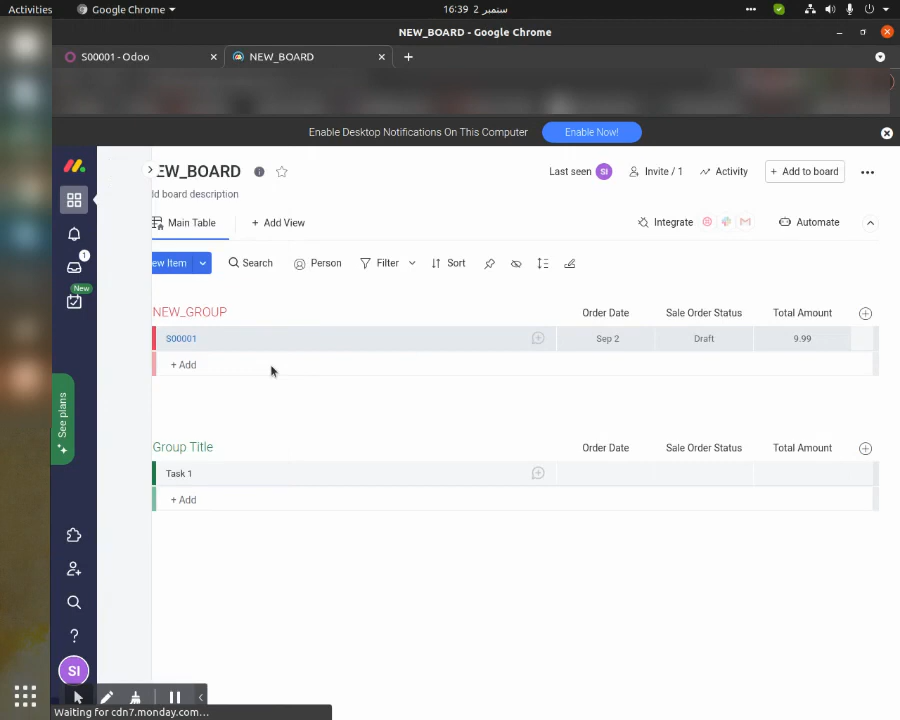 Activities
Google Chrome
2 ستمبر 16:39
NEW_BOARD - Google Chrome
S00001 - Odoo
NEW_BOARD
Enable Desktop Notifications On This Computer
Enable Now!
EW_BOARD
Last seen
SI
Invite / 1
Activity
+ Add to board
dd board description
Main Table
+ Add View
Integrate
Automate
ew Item
Search
Person
Filter
Sort
1
New
NEW_GROUP
Order Date
Sale Order Status
Total Amount
S00001
Sep 2
Draft
9.99
+ Add
See plans
Group Title
Order Date
Sale Order Status
Total Amount
Task 1
+ Add
?
SI
Waiting for cdn7.monday.com...